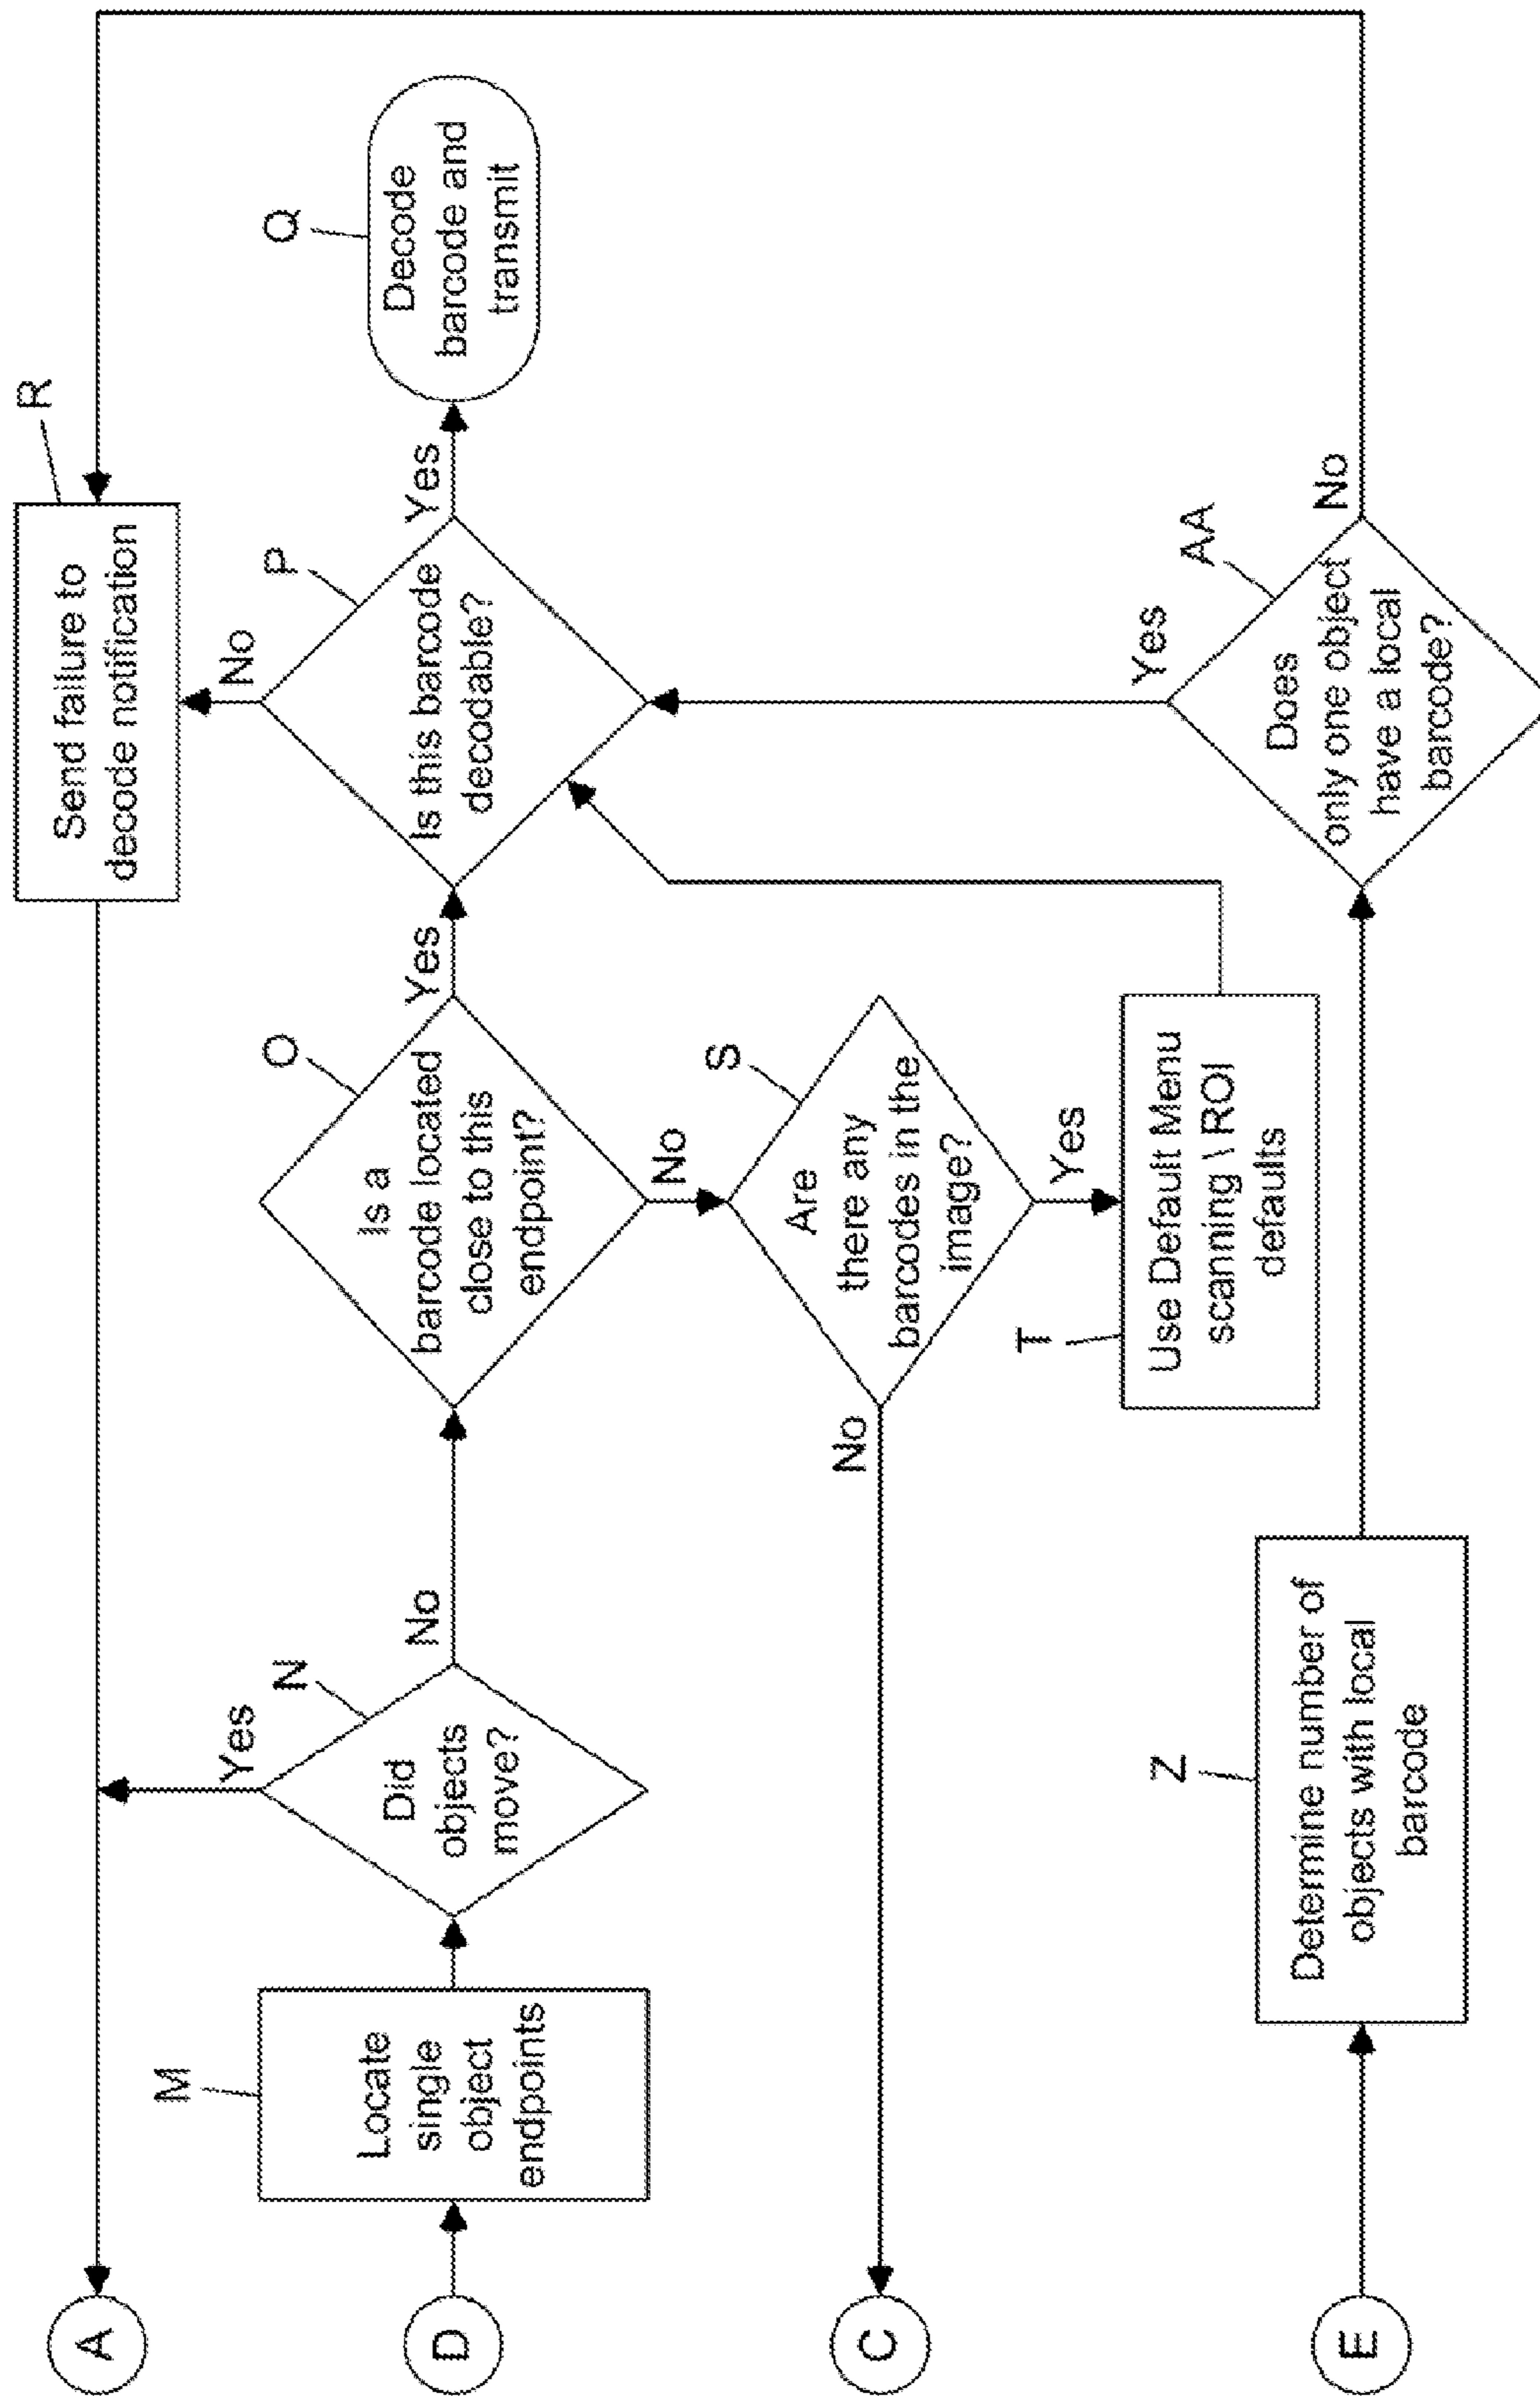 A
R
Send failure to
decode notification
D
M
Locate
single
object
endpoints
N
Did
objects
move?
Yes
No
O
Is a
barcode located
close to this
endpoint?
Yes
No
P
Is this barcode
decodable?
No
Yes
Q
Decode
barcode and
transmit
C
No
S
Are
there any
barcodes in the
image?
Yes
T
Use Default Menu
scanning \ ROI
defaults
E
Z
Determine number of
objects with local
barcode
AA
Does
only one object
have a local
barcode?
Yes
No